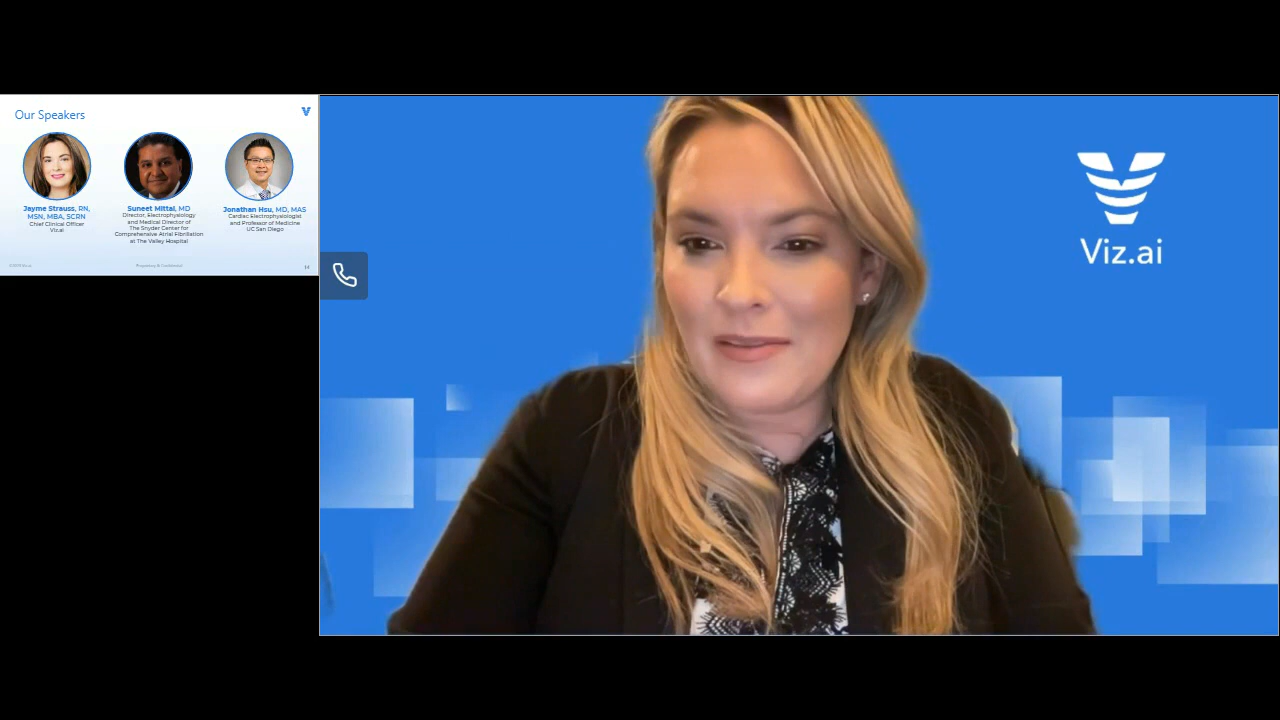 Our Speakers
Jayme Strauss, RN,
MSN, MBA, SCRN
Chief Clinical Officer
Viz.ai
Suneet Mittal, MD
Director, Electrophysiology
and Medical Director of
The Snyder Center for
Comprehensive Atrial Fibrillation
at The Valley Hospital
Jonathan Hsu, MD, MAS
Cardiac Electrophysiologist
and Professor of Medicine
UC San Diego
Proprietary & Confidential
Viz.ai